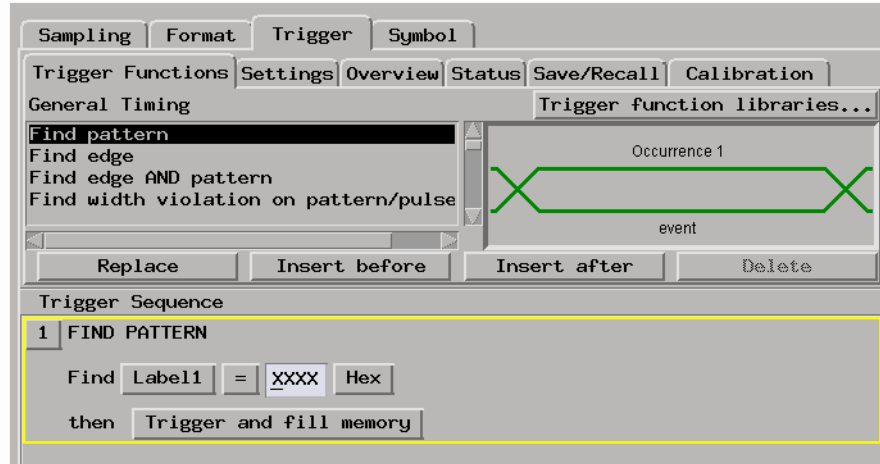 Sampling Format Trigger Symbol
Trigger Functions Settings Overview Status Save/Recall Calibration
General Timing Trigger function libraries...
Find pattern
Find edge
Find edge AND pattern
Find width violation on pattern/pulse
Occurrence 1
event
Replace Insert before Insert after Delete
Trigger Sequence
1 FIND PATTERN
Find Label1 = XXXX Hex
then Trigger and fill memory